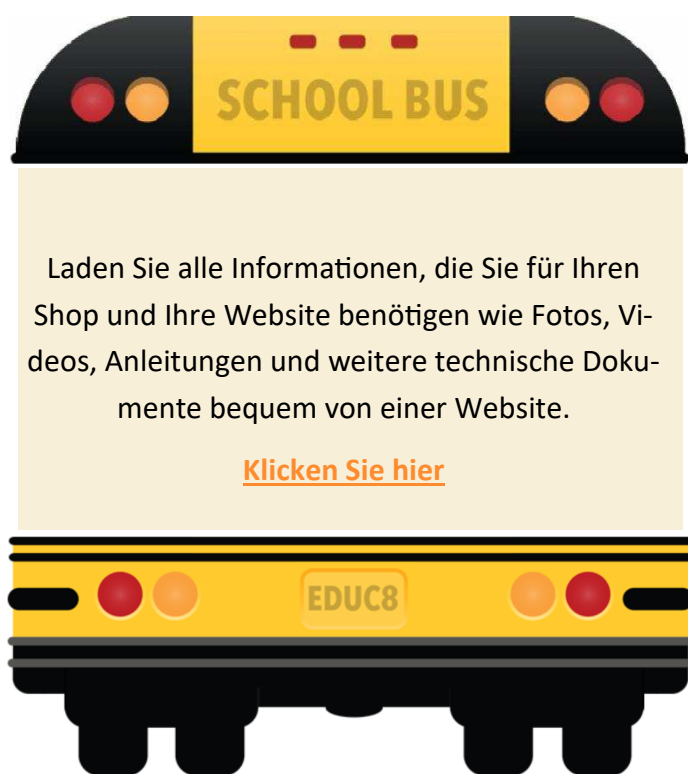 SCHOOL BUS
Laden Sie alle Informationen, die Sie für Ihren
Shop und Ihre Website benötigen wie Fotos, Vi-
deos, Anleitungen und weitere technische Doku-
mente bequem von einer Website.
Klicken Sie hier
EDUC8